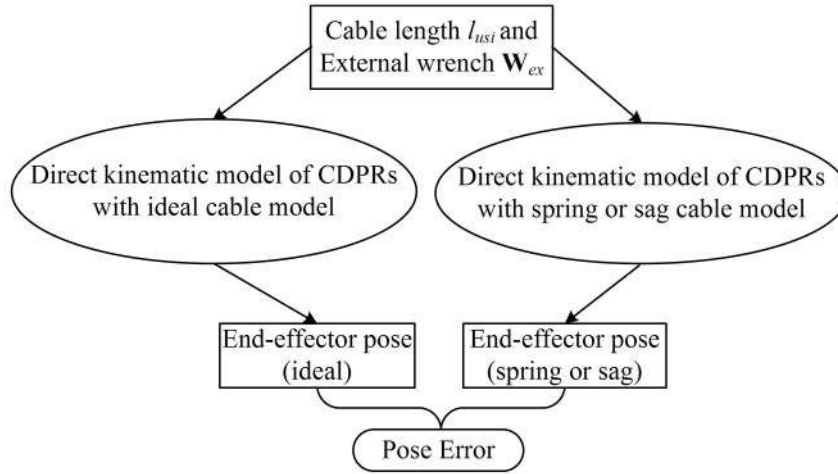 Cable length l_usi and
External wrench W_ex
Direct kinematic model of CDPRs
with ideal cable model
Direct kinematic model of CDPRs
with spring or sag cable model
End-effector pose
(ideal)
End-effector pose
(spring or sag)
Pose Error